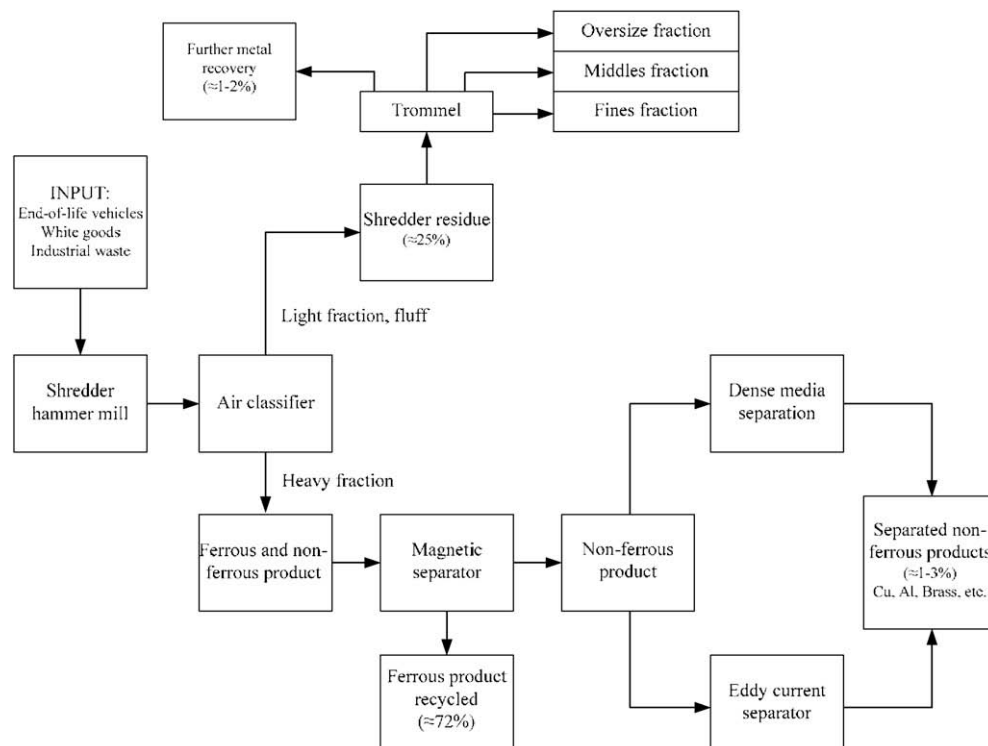 Further metal
recovery
(≈1-2%)
Oversize fraction
Middles fraction
Fines fraction
Trommel
INPUT:
End-of-life vehicles
White goods
Industrial waste
Shredder residue
(≈25%)
Light fraction, fluff
Shredder
hammer mill
Air classifier
Dense media
separation
Heavy fraction
Ferrous and non-
ferrous product
Magnetic
separator
Non-ferrous
product
Separated non-
ferrous products
(≈1-3%)
Cu, Al, Brass, etc.
Ferrous product
recycled
(≈72%)
Eddy current
separator